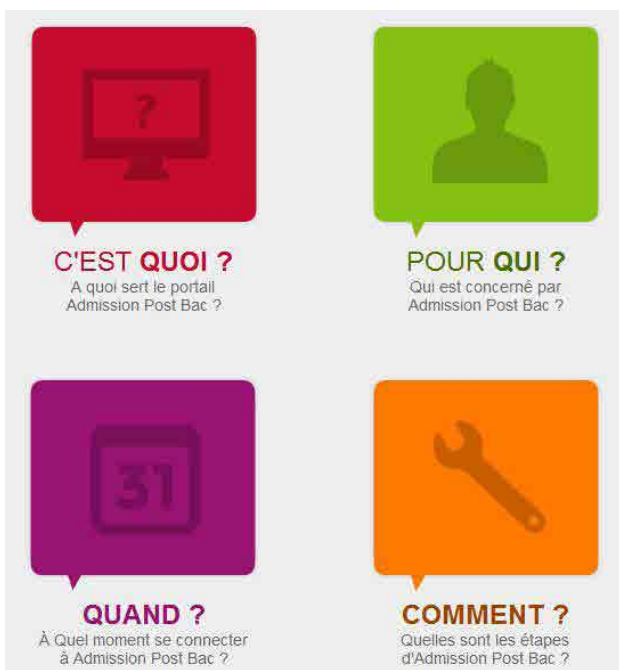 ?
C'EST QUOI ?
A quoi sert le portail
Admission Post Bac ?
POUR QUI ?
Qui est concerné par
Admission Post Bac ?
31
QUAND ?
À Quel moment se connecter
à Admission Post Bac ?
COMMENT ?
Quelles sont les étapes
d'Admission Post Bac ?